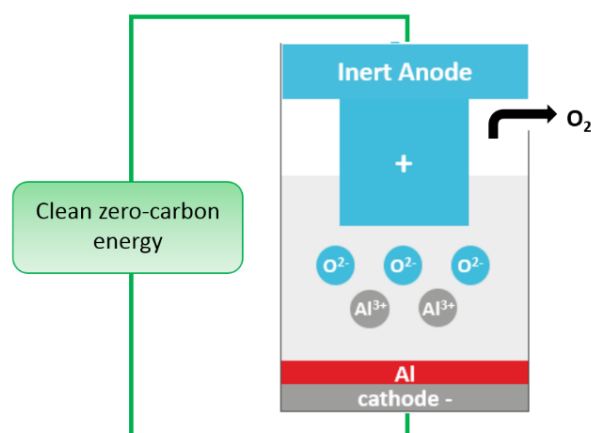 Inert Anode
O₂
+
Clean zero-carbon
energy
O²⁻ O²⁻ O²⁻
Al³⁺ Al³⁺
Al
cathode -